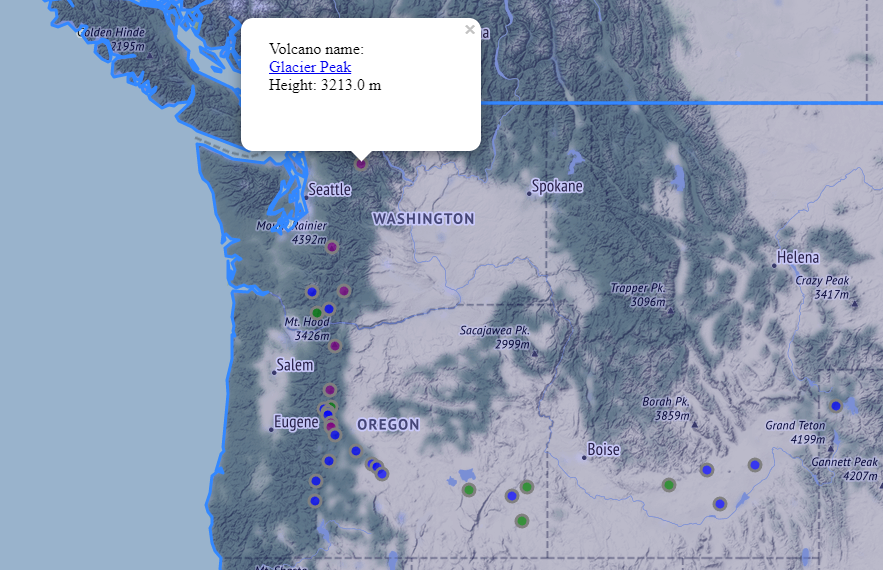 Golden Hinde
2195m
×
Volcano name:
Glacier Peak
Height: 3213.0 m
Seattle
Spokane
WASHINGTON
Mount Rainier
4392m
Helena
Crazy Peak
3417m
Trapper Pk.
3096m
Mt. Hood
3426m
Sacajawea Pk.
2999m
Salem
Borah Pk.
3859m
Eugene
OREGON
Grand Teton
4199m
Boise
Gannett Peak
4207m